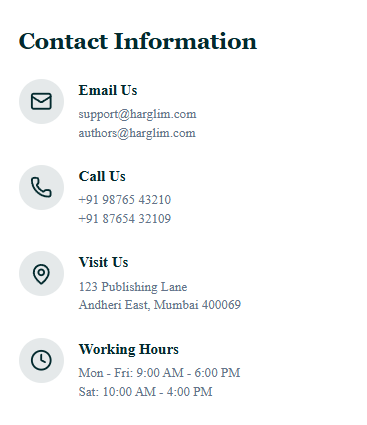 Contact Information
Email Us
support@harglim.com
authors@harglim.com
Call Us
+91 98765 43210
+91 87654 32109
Visit Us
123 Publishing Lane
Andheri East, Mumbai 400069
Working Hours
Mon - Fri: 9:00 AM - 6:00 PM
Sat: 10:00 AM - 4:00 PM